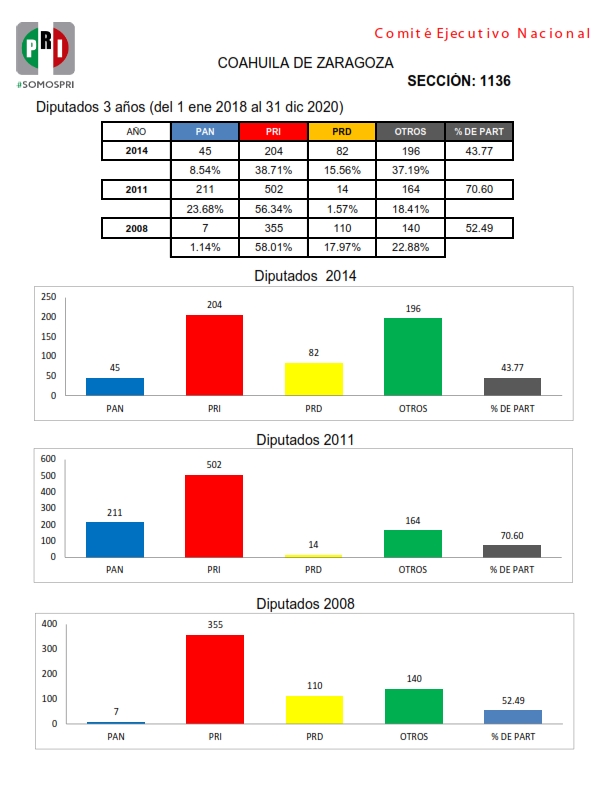 PRI
#SOMOSPRI
Comité Ejecutivo Nacional
COAHUILA DE ZARAGOZA
SECCIÓN: 1136
Diputados 3 años (del 1 ene 2018 al 31 dic 2020)
AÑO PAN PRI PRD OTROS % DE PART
2014 45 204 82 196 43.77
8.54% 38.71% 15.56% 37.19%
2011 211 502 14 164 70.60
23.68% 56.34% 1.57% 18.41%
2008 7 355 110 140 52.49
1.14% 58.01% 17.97% 22.88%
Diputados 2014
250
200
150
100
50
0
45 204 82 196 43.77
PAN PRI PRD OTROS % DE PART
Diputados 2011
600
500
400
300
200
100
0
211 502 14 164 70.60
PAN PRI PRD OTROS % DE PART
Diputados 2008
400
300
200
100
0
7 355 110 140 52.49
PAN PRI PRD OTROS % DE PART